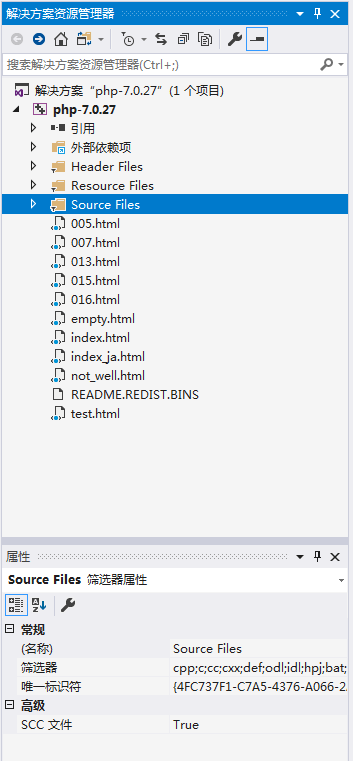 解决方案资源管理器
搜索解决方案资源管理器(Ctrl+;)
解决方案“php-7.0.27”(1 个项目)
php-7.0.27
引用
外部依赖项
Header Files
Resource Files
Source Files
005.html
007.html
013.html
015.html
016.html
empty.html
index.html
index_ja.html
not_well.html
README.REDIST.BINS
test.html
属性
Source Files 筛选器属性
常规
(名称) Source Files
筛选器 cpp;c;cc;cxx;def;odl;idl;hpj;bat;
唯一标识符 {4FC737F1-C7A5-4376-A066-2
高级
SCC 文件 True